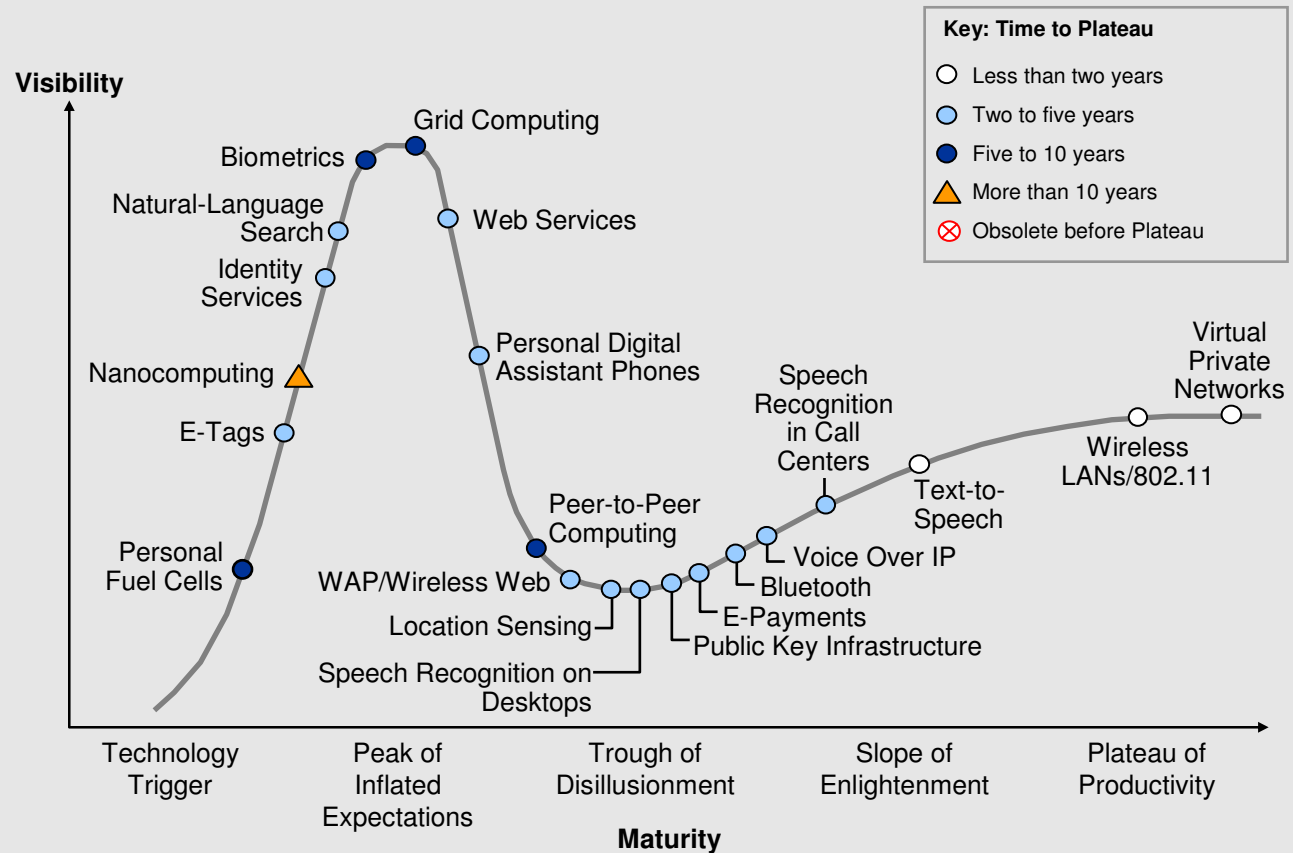 Key: Time to Plateau
Less than two years
Two to five years
Five to 10 years
More than 10 years
Obsolete before Plateau
Visibility
Grid Computing
Biometrics
Natural-Language
Search
Web Services
Identity
Services
Nanocomputing
Personal Digital
Assistant Phones
E-Tags
Personal
Fuel Cells
Peer-to-Peer
Computing
WAP/Wireless Web
Location Sensing
Speech Recognition on
Desktops
Public Key Infrastructure
E-Payments
Bluetooth
Voice Over IP
Speech
Recognition
in Call
Centers
Text-to-
Speech
Wireless
LANs/802.11
Virtual
Private
Networks
Technology
Trigger
Peak of
Inflated
Expectations
Trough of
Disillusionment
Slope of
Enlightenment
Plateau of
Productivity
Maturity